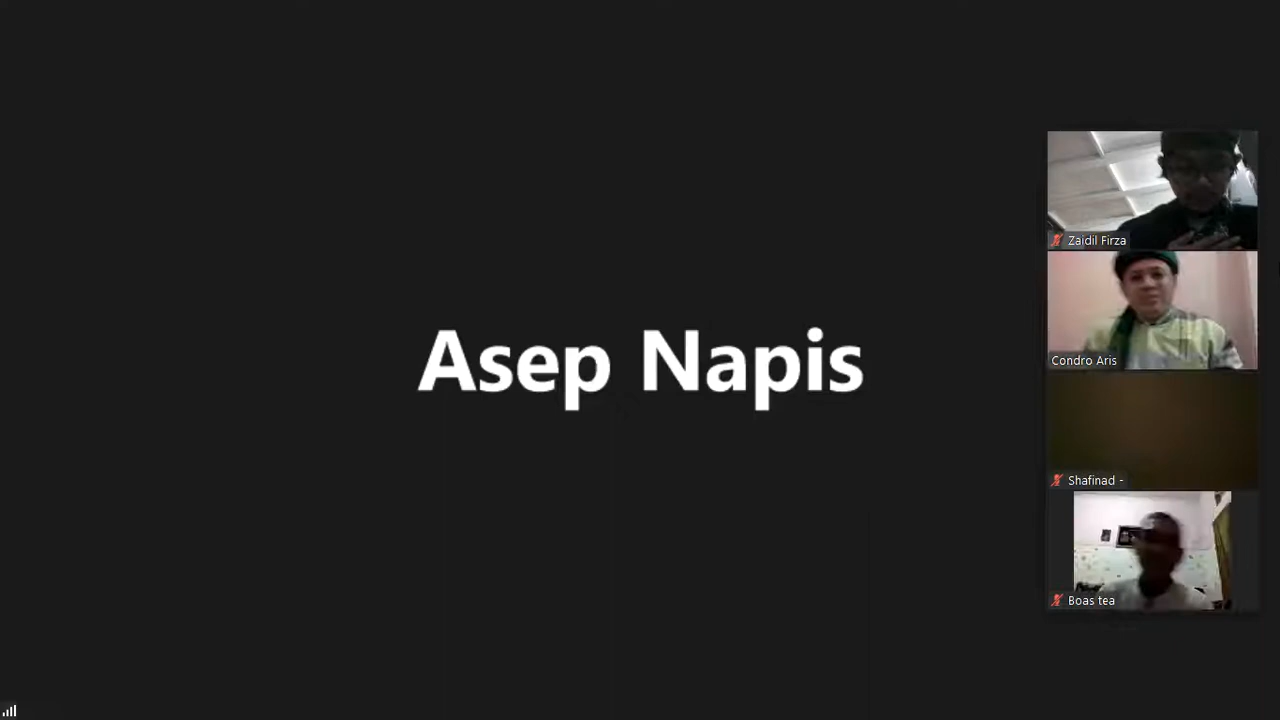 Asep Napis
Zaidil Firza
Condro Aris
Shafinad -
Boas tea